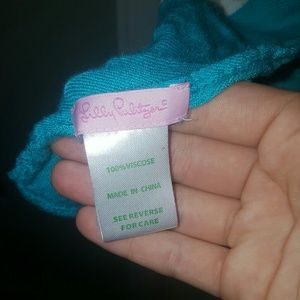 Lilly Pulitzer®
100% VISCOSE
MADE IN CHINA
SEE REVERSE
FOR CARE